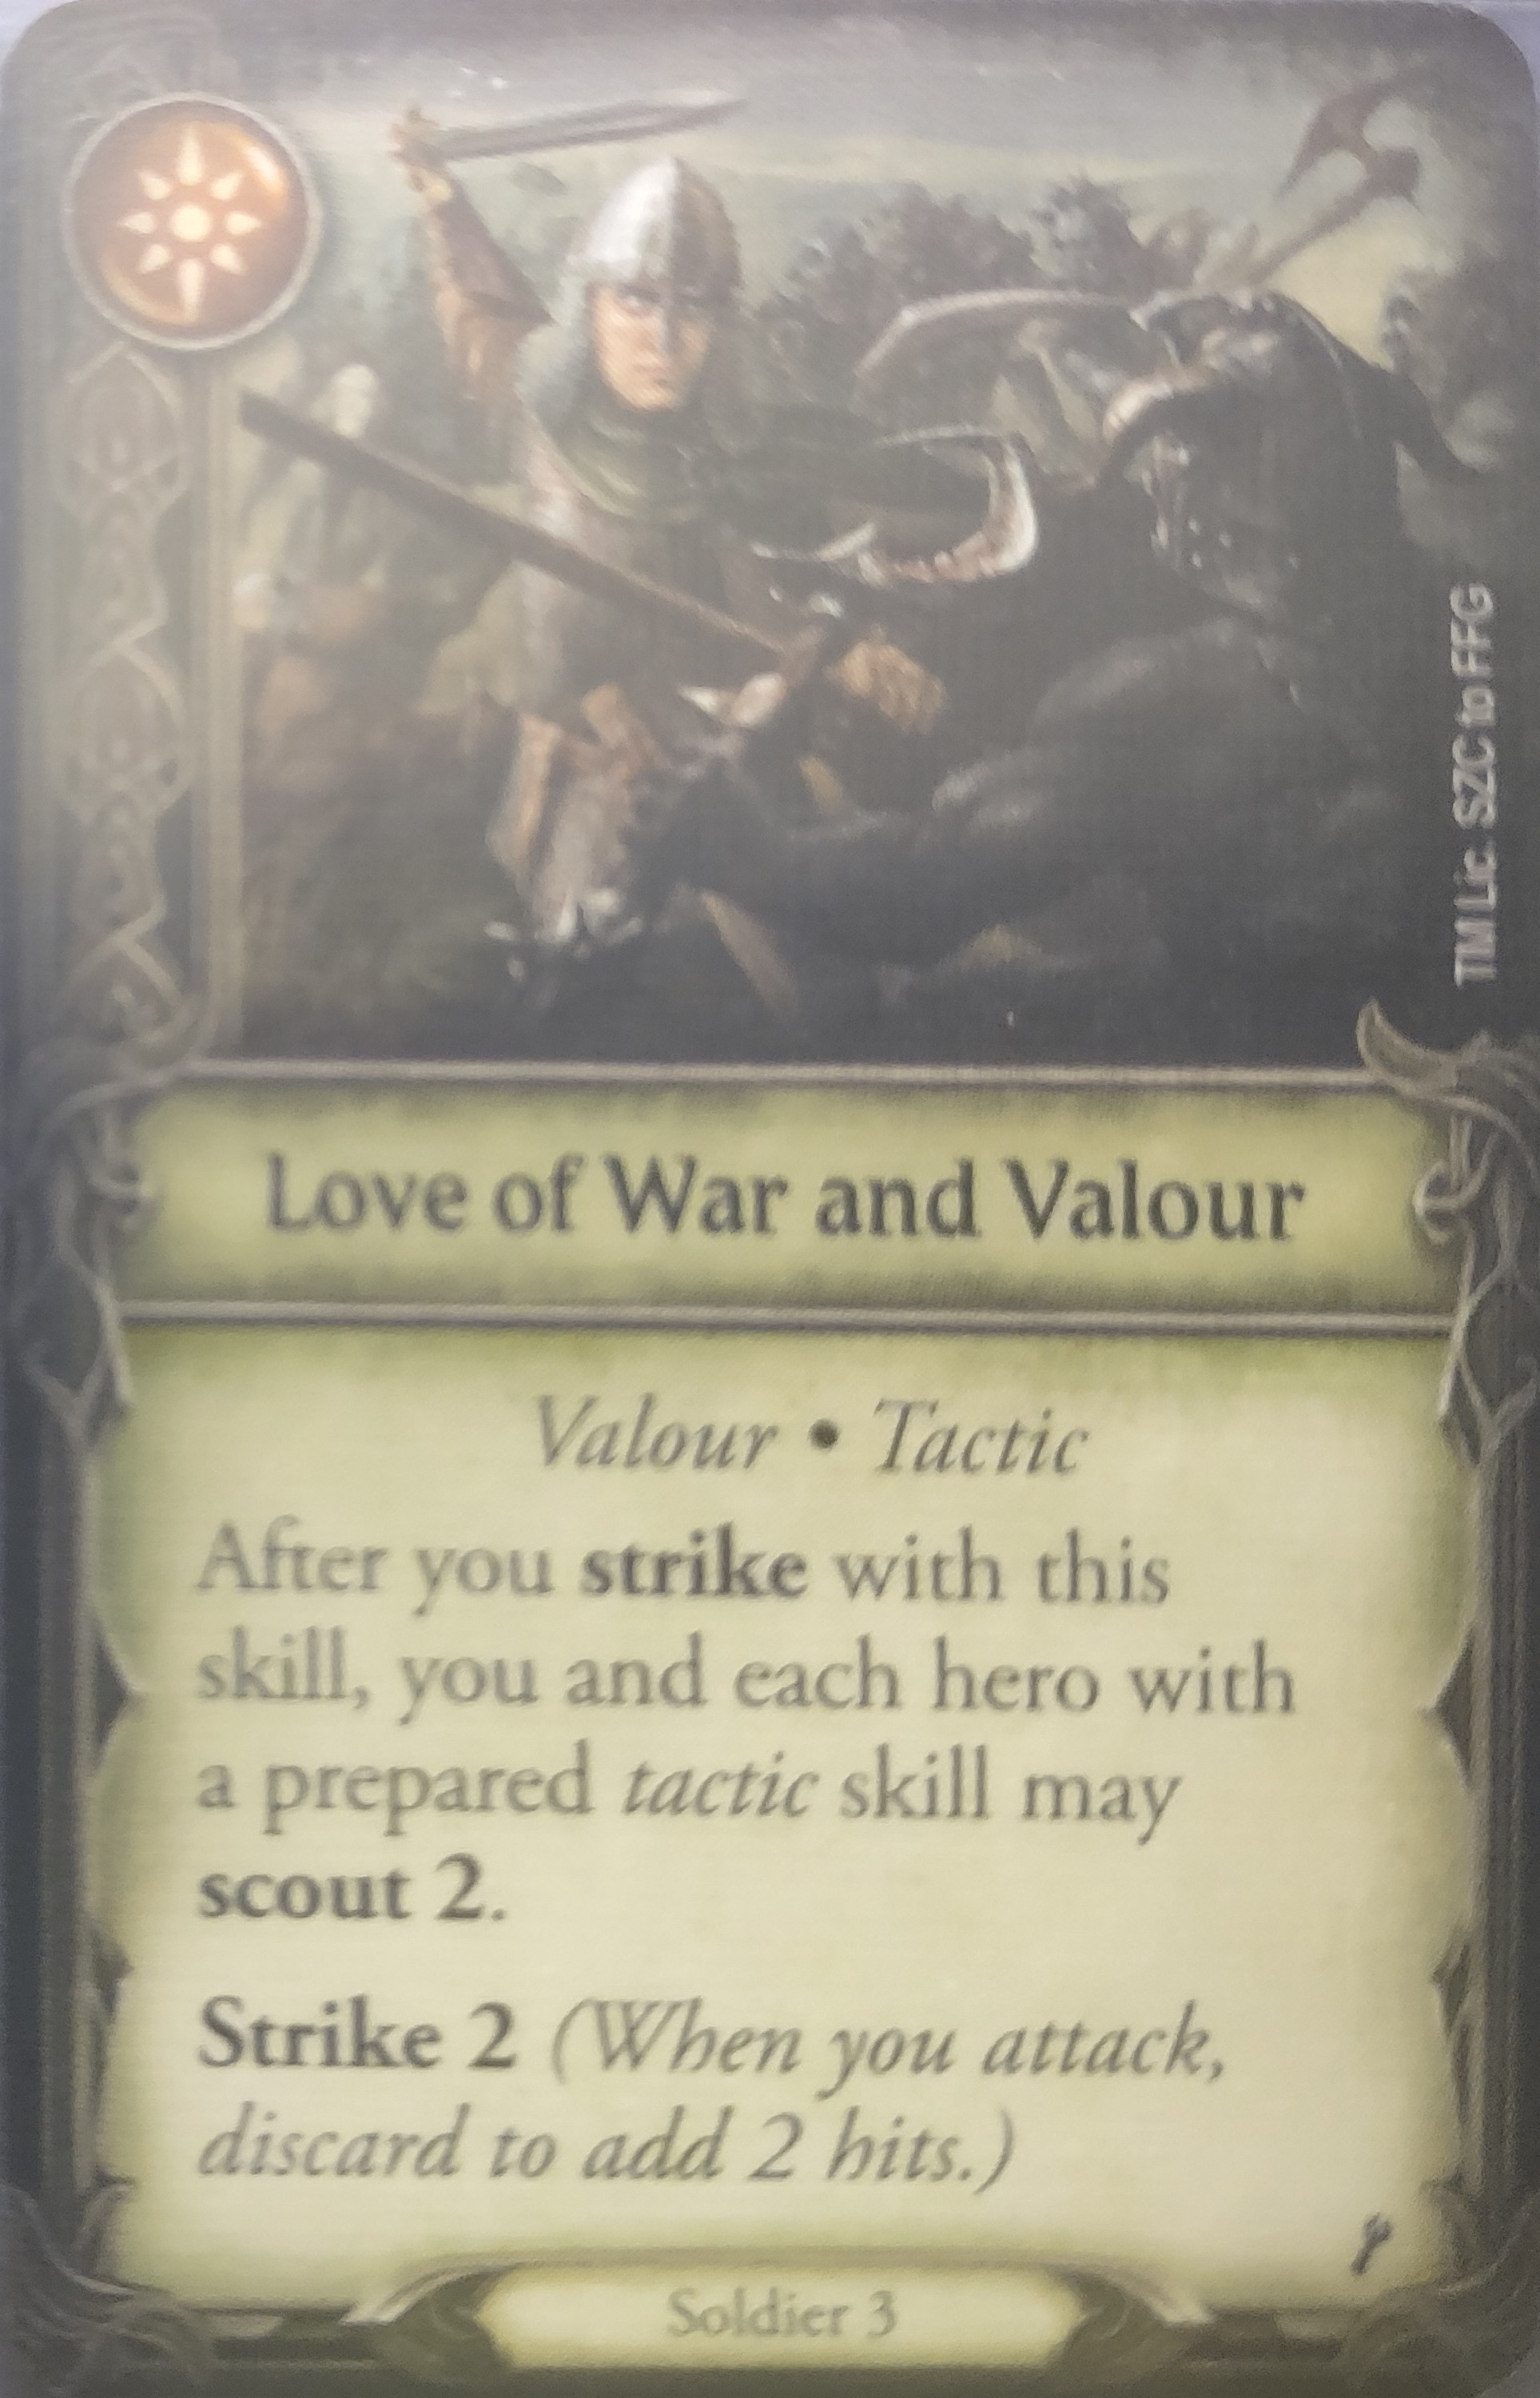 TM Lic. SZC to FFG
Love of War and Valour
Valour • Tactic
After you strike with this
skill, you and each hero with
a prepared tactic skill may
scout 2.
Strike 2 (When you attack,
discard to add 2 hits.)
Soldier 3